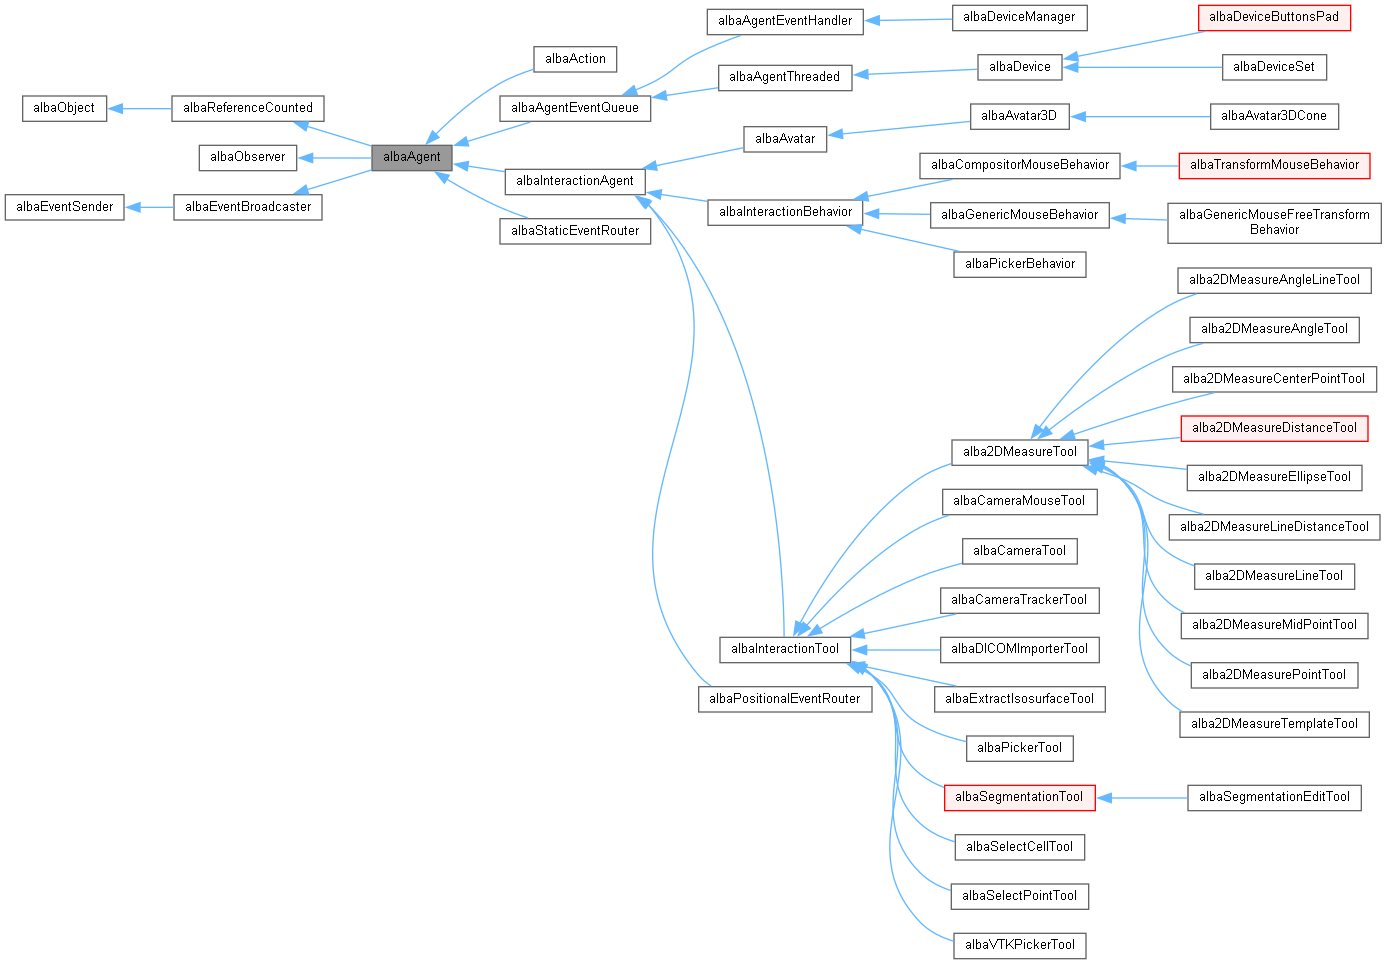 albaObject
albaEventSender
albaReferenceCounted
albaObserver
albaEventBroadcaster
albaAgent
albaAction
albaAgentEventQueue
albaInteractionAgent
albaStaticEventRouter
albaAgentEventHandler
albaAgentThreaded
albaAvatar
albaInteractionBehavior
albaInteractionTool
albaPositionalEventRouter
albaDeviceManager
albaDevice
albaAvatar3D
albaCompositorMouseBehavior
albaGenericMouseBehavior
albaPickerBehavior
alba2DMeasureTool
albaCameraMouseTool
albaCameraTool
albaCameraTrackerTool
albaDICOMImporterTool
albaExtractIsosurfaceTool
albaPickerTool
albaSegmentationTool
albaSelectCellTool
albaSelectPointTool
albaVTKPickerTool
albaDeviceButtonsPad
albaDeviceSet
albaAvatar3DCone
albaTransformMouseBehavior
albaGenericMouseFreeTransform
Behavior
alba2DMeasureAngleLineTool
alba2DMeasureAngleTool
alba2DMeasureCenterPointTool
alba2DMeasureDistanceTool
alba2DMeasureEllipseTool
alba2DMeasureLineDistanceTool
alba2DMeasureLineTool
alba2DMeasureMidPointTool
alba2DMeasurePointTool
alba2DMeasureTemplateTool
albaSegmentationEditTool